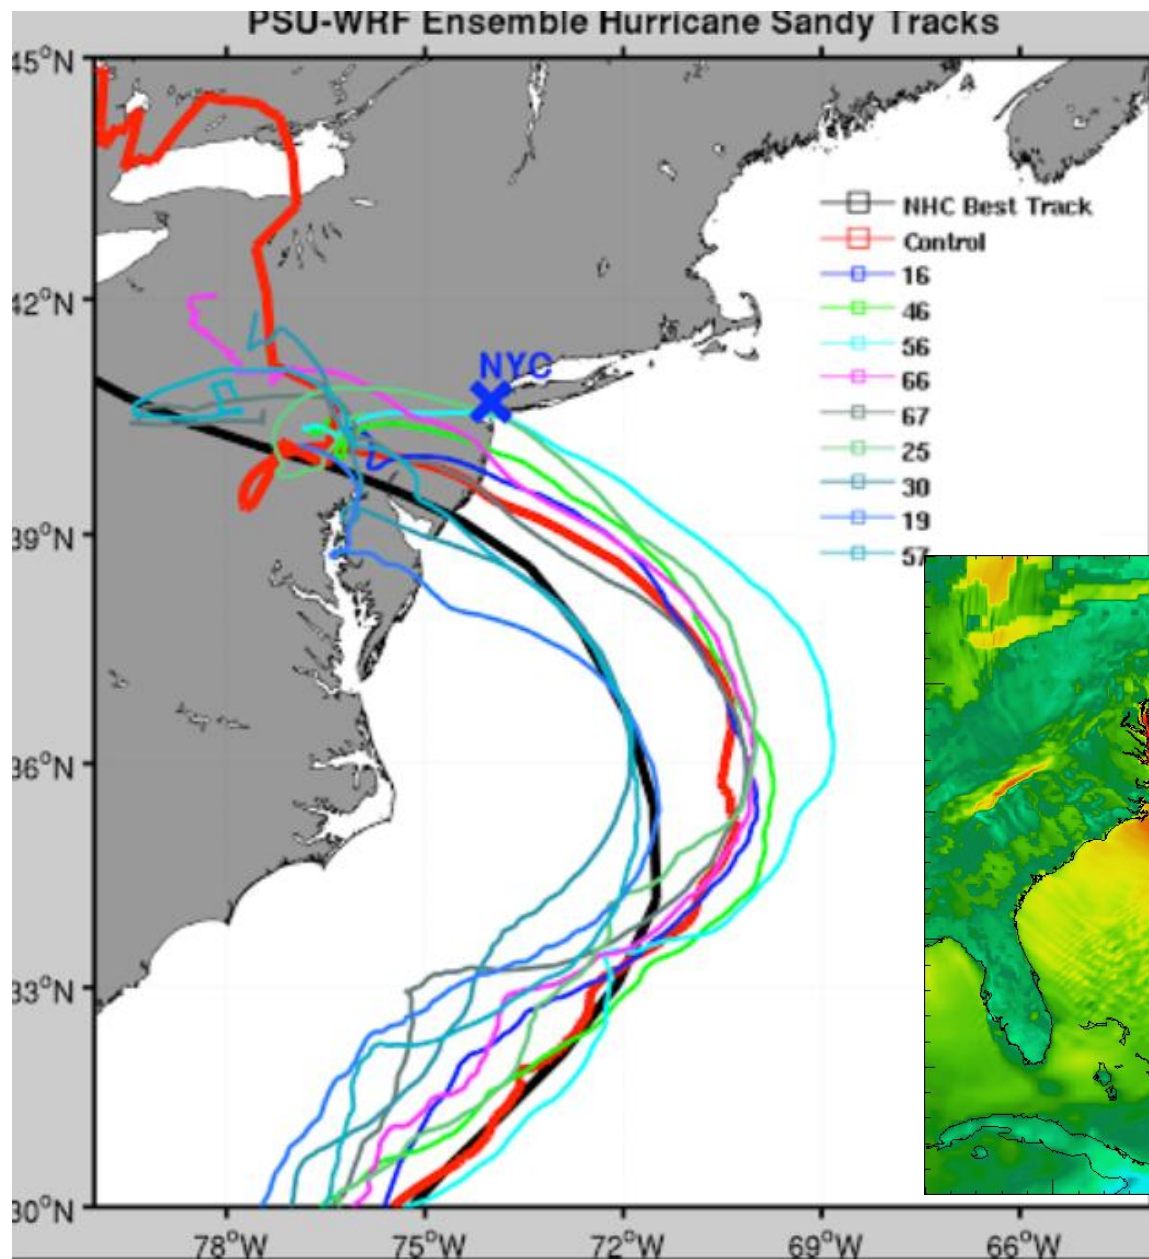 PSU-WRF Ensemble Hurricane Sandy Tracks
45°N
NHC Best Track
Control
16
46
56
66
67
25
30
19
57
NYC
42°N
39°N
36°N
33°N
30°N
78°W
75°W
72°W
69°W
66°W